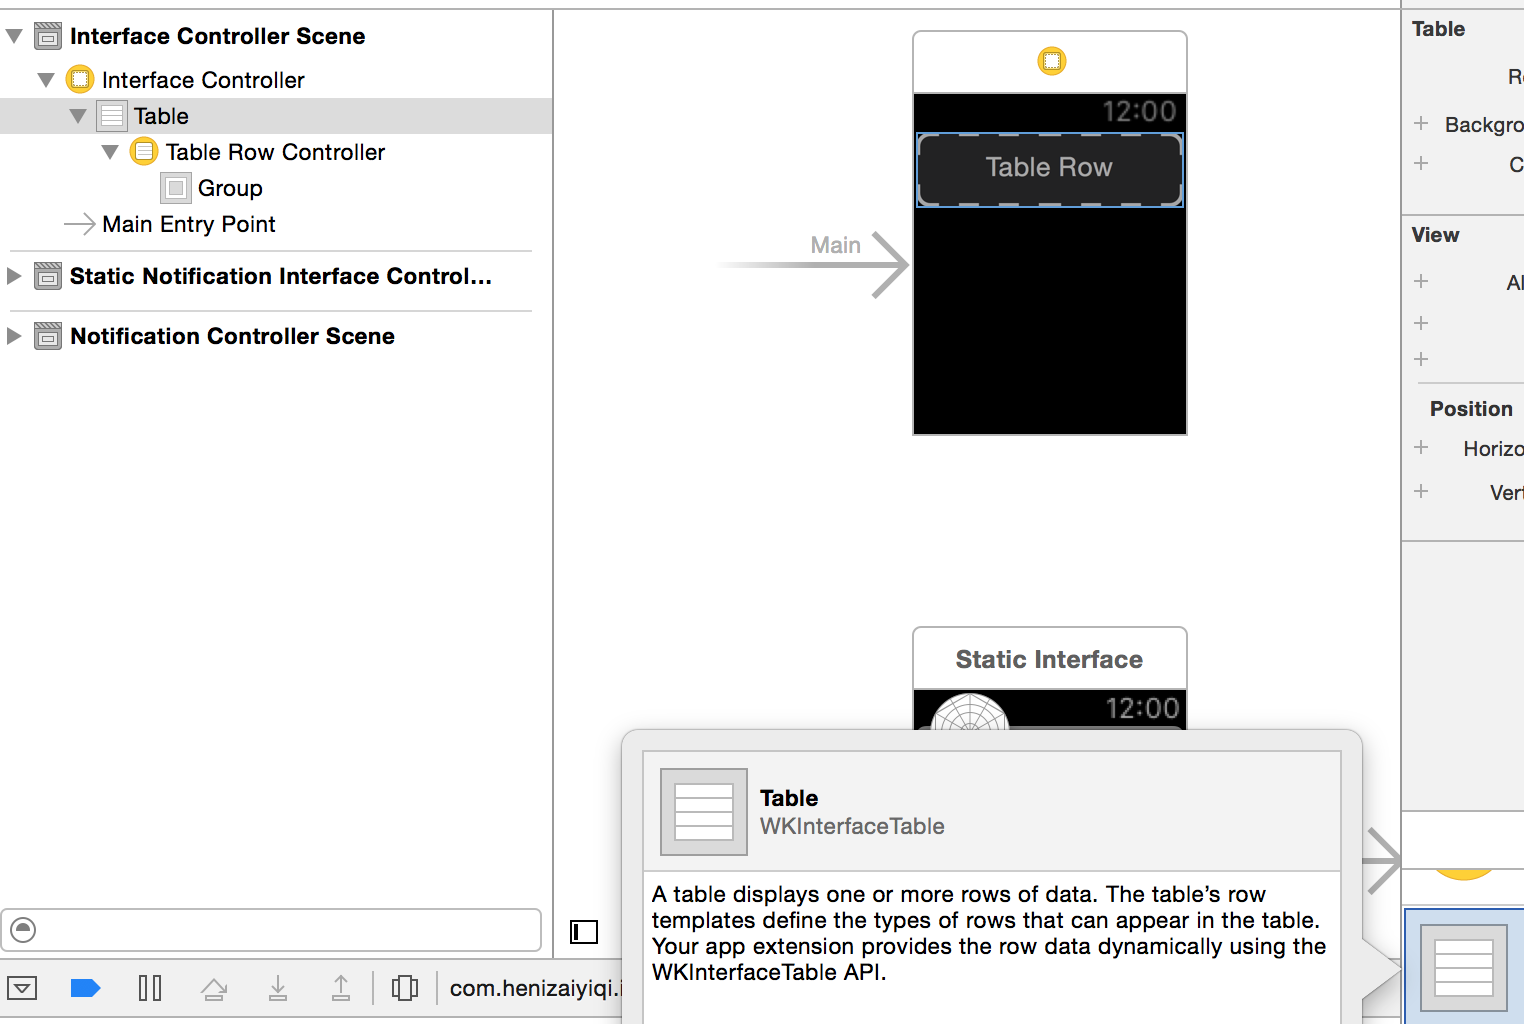 Interface Controller Scene
Interface Controller
Table
Table Row Controller
Group
Main Entry Point
Static Notification Interface Control...
Notification Controller Scene
12:00
Table Row
Main
Static Interface
12:00
Table
WKInterfaceTable
A table displays one or more rows of data. The table’s row
templates define the types of rows that can appear in the table.
Your app extension provides the row data dynamically using the
WKInterfaceTable API.
com.henizaiyiqi.i
Table
Backgro
View
Position
Horizo
Vert